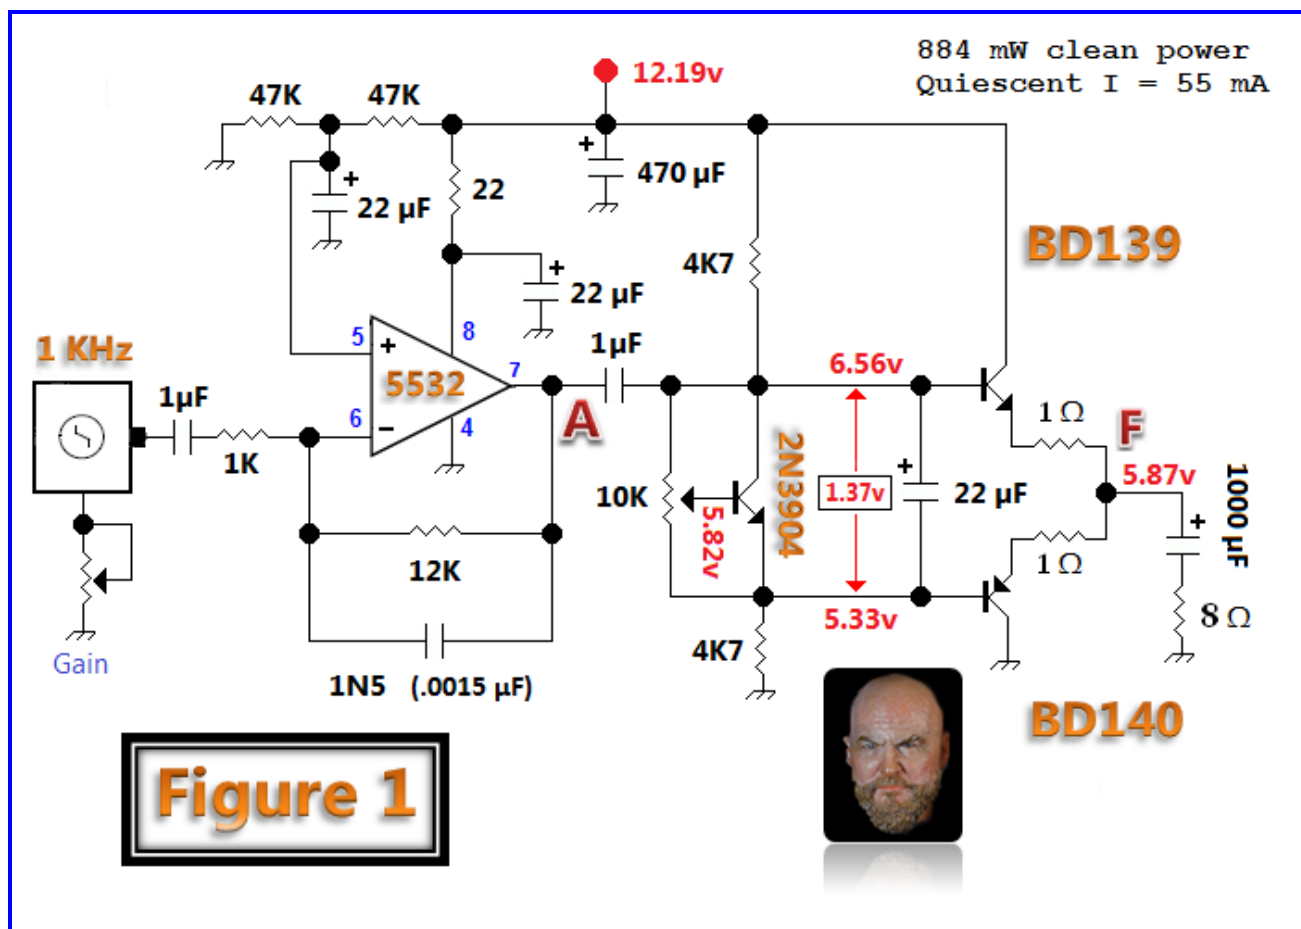 884 mW clean power
Quiescent I = 55 mA
12.19v
47K
47K
+
470 µF
+
22 µF
22
4K7
BD139
+
22 µF
1 KHz
5
+
8
5532
7
1µF
6.56v
1µF
6
−
4
A
1 Ω
F
1K
10K
5.82v
2N3904
1.37v
+
22 µF
5.87v
+
1000 µF
12K
1 Ω
8 Ω
5.33v
4K7
Gain
1N5 (.0015 µF)
BD140
Figure 1